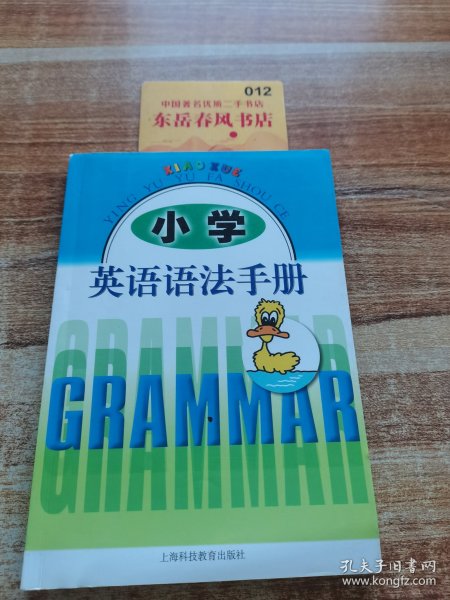 012
中国著名优质二手书店
东岳春风书店
XIAO XUE
YING YU YU FA SHOU CE
小学
英语语法手册
GRAMMAR
GRAMMAR
GRAMMAR
上海科技教育出版社
孔夫子旧书网
www.kongfz.com